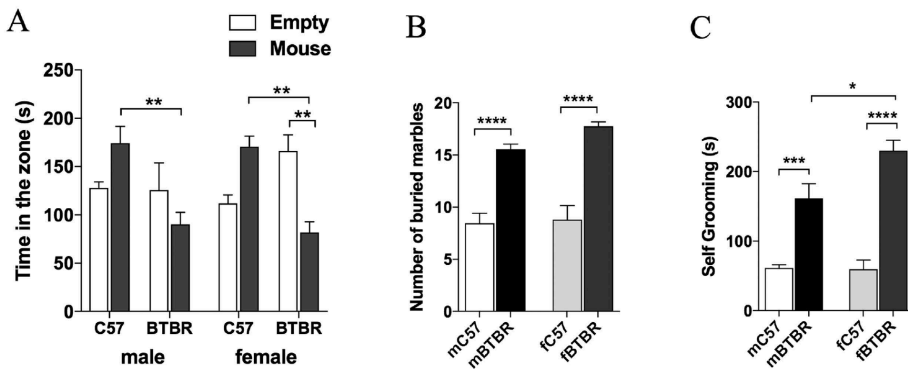 A
Empty
Mouse
Time in the zone (s)
250
200
150
100
50
0
**
**
**
C57 BTBR C57 BTBR
male female
B
Number of buried marbles
20
15
10
5
0
****
****
mC57 mBTBR fC57 fBTBR
C
Self Grooming (s)
300
200
100
0
*
***
****
mC57 mBTBR fC57 fBTBR